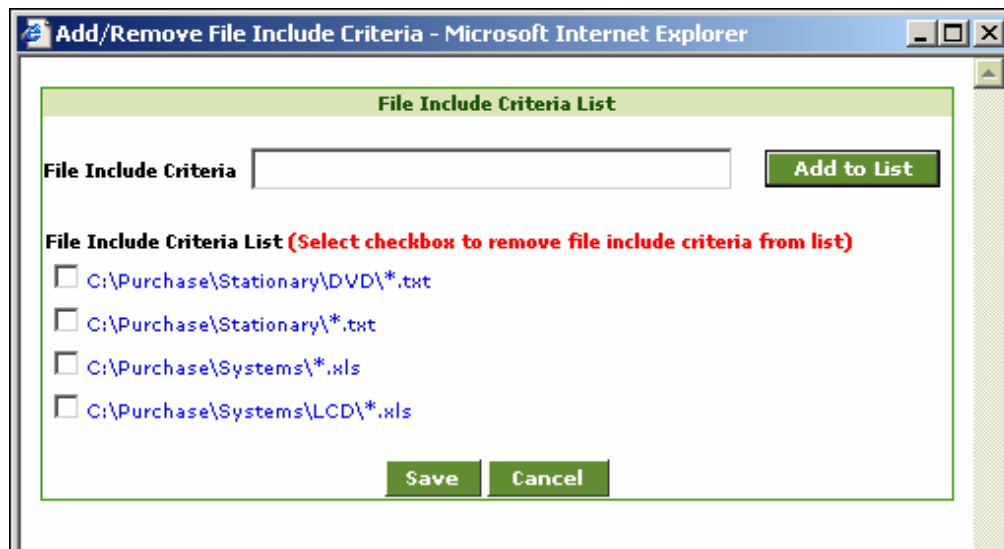 Add/Remove File Include Criteria - Microsoft Internet Explorer
File Include Criteria List
File Include Criteria Add to List
File Include Criteria List (Select checkbox to remove file include criteria from list)
C:\Purchase\Stationary\DVD\*.txt
C:\Purchase\Stationary\*.txt
C:\Purchase\Systems\*.xls
C:\Purchase\Systems\LCD\*.xls
Save Cancel